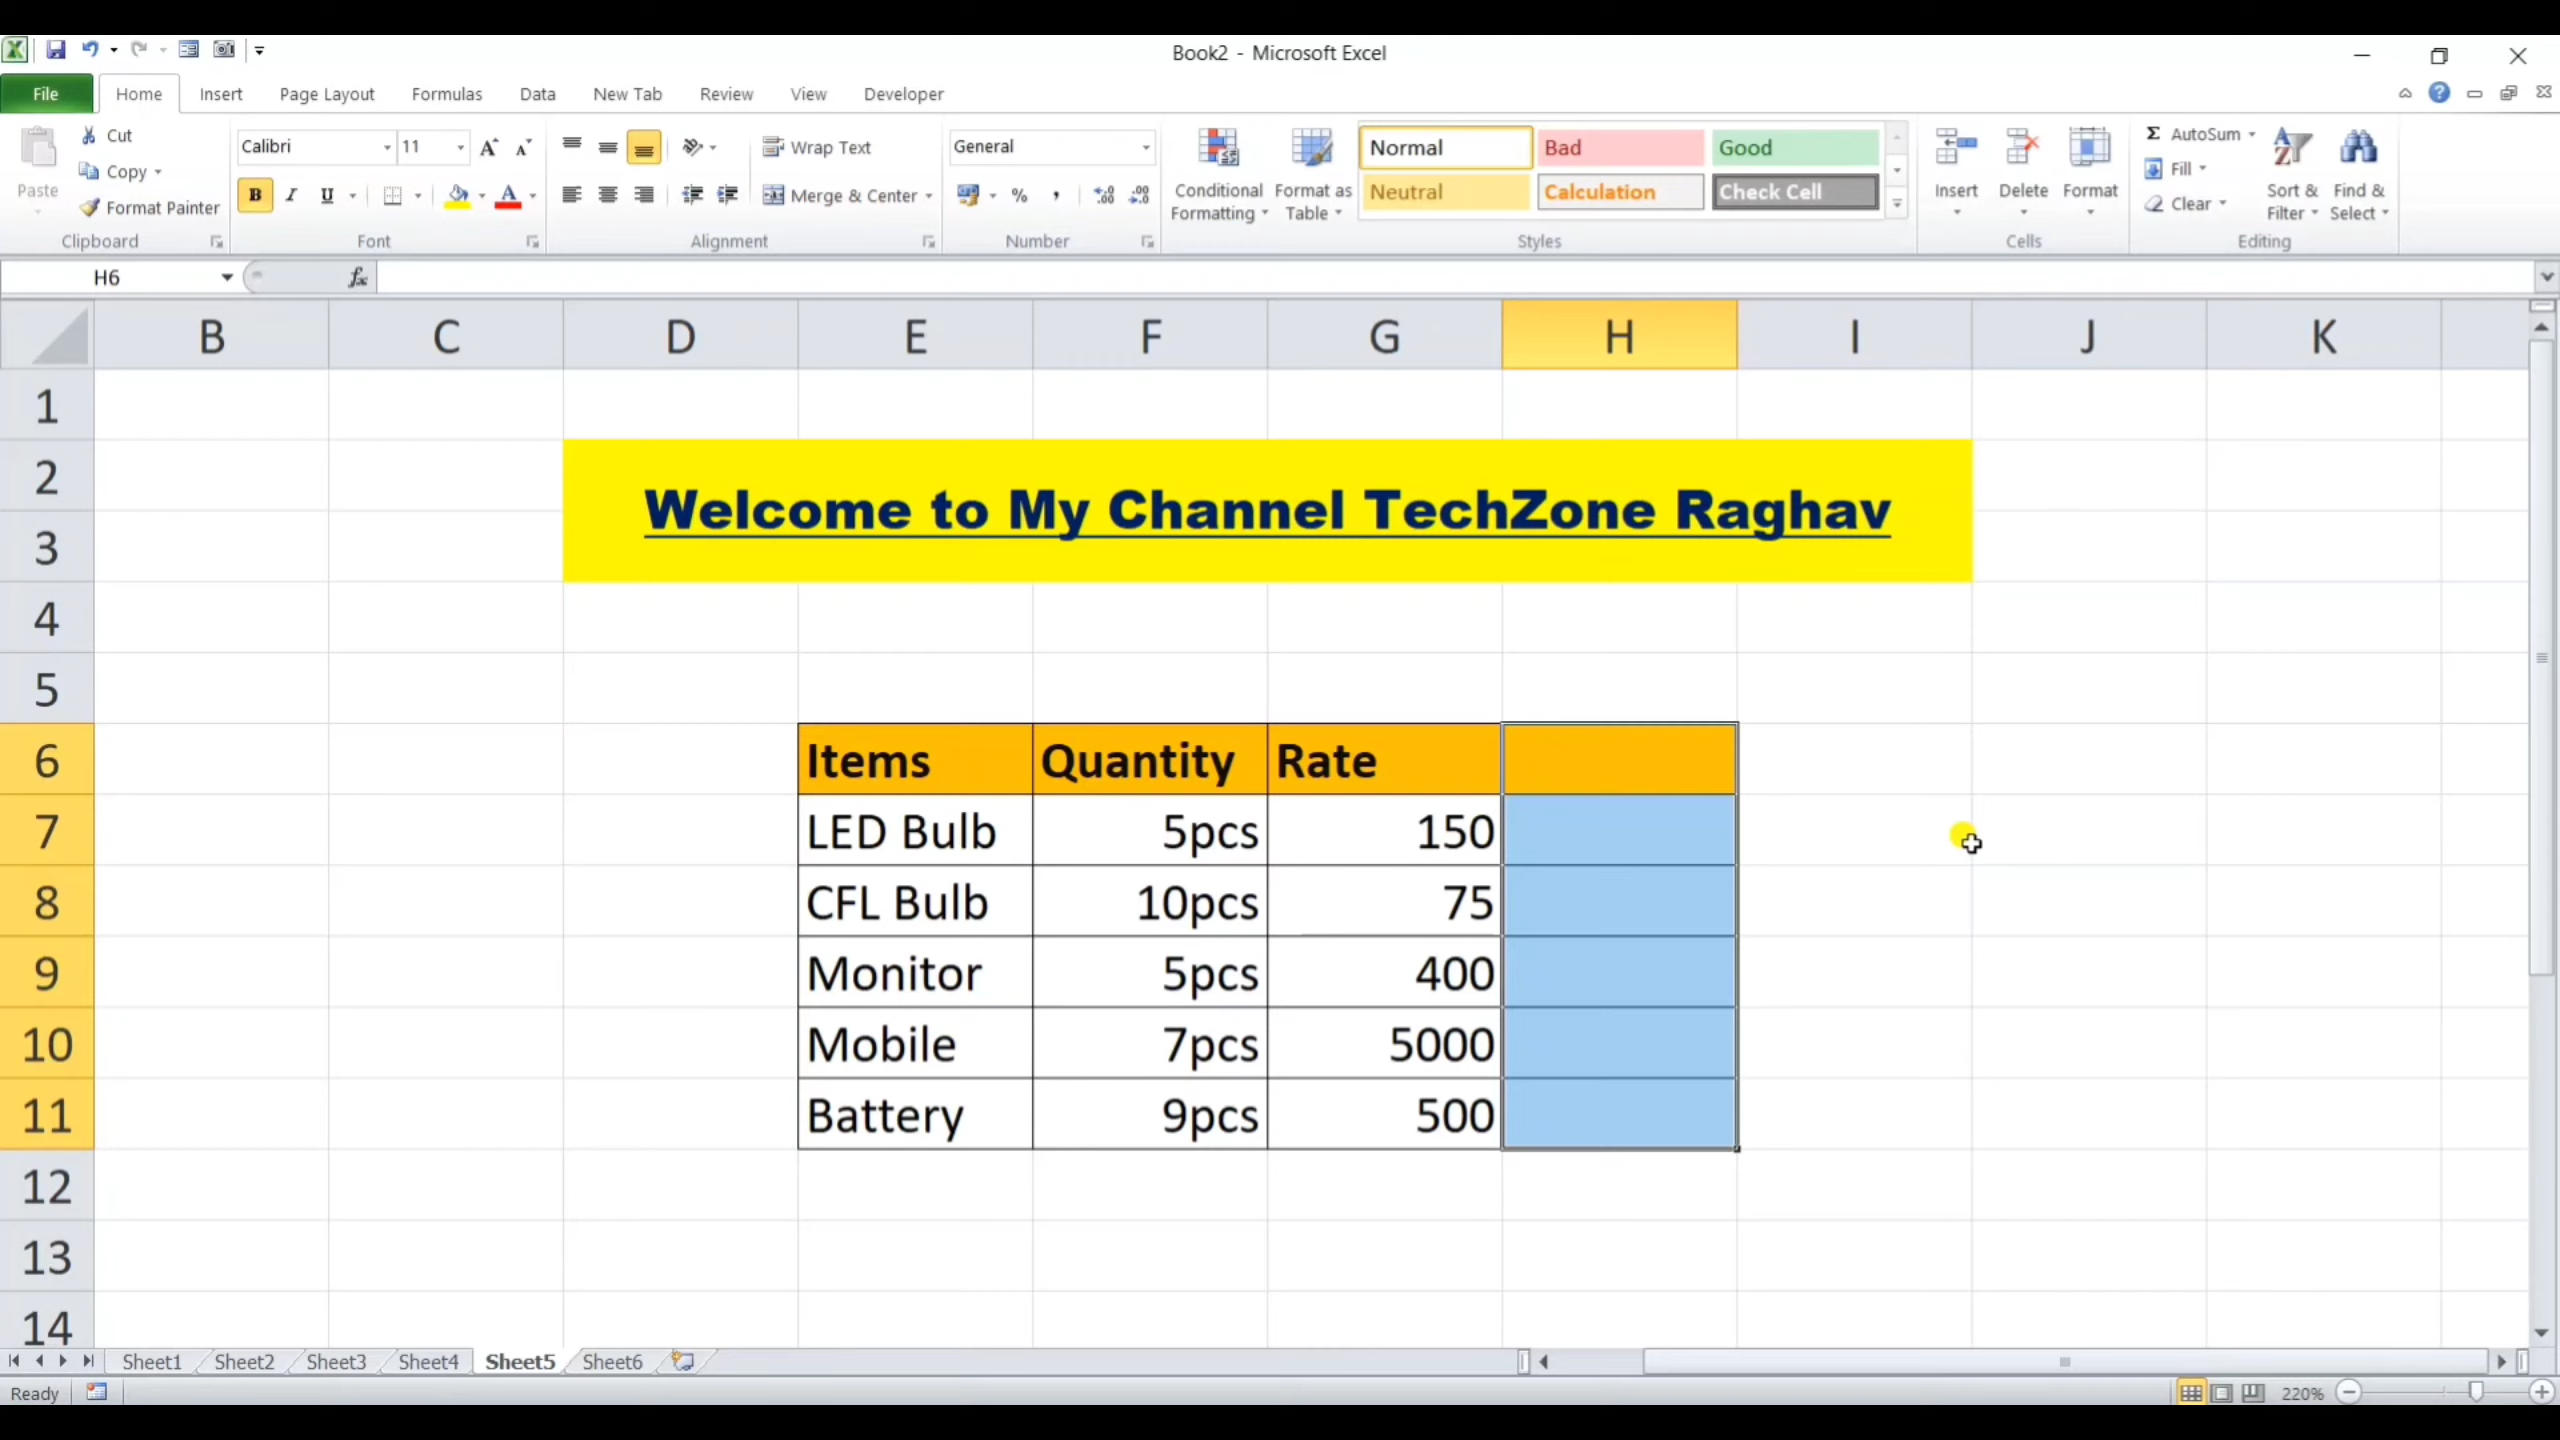 Book2 - Microsoft Excel
File Home Insert Page Layout Formulas Data New Tab Review View Developer
Cut
Copy
Format Painter
Paste
Clipboard
Calibri 11
B I U
Font
Wrap Text
Merge & Center
Alignment
General
%
Number
Conditional Formatting
Format as Table
Normal Bad Good
Neutral Calculation Check Cell
Styles
Insert Delete Format
Cells
Σ AutoSum
Fill
Clear
Sort & Filter
Find & Select
Editing
H6 fx
B C D E F G H I J K
1
2
Welcome to My Channel TechZone Raghav
3
4
5
6 Items Quantity Rate
7 LED Bulb 5pcs 150
8 CFL Bulb 10pcs 75
9 Monitor 5pcs 400
10 Mobile 7pcs 5000
11 Battery 9pcs 500
12
13
14
Sheet1 Sheet2 Sheet3 Sheet4 Sheet5 Sheet6
Ready 220%